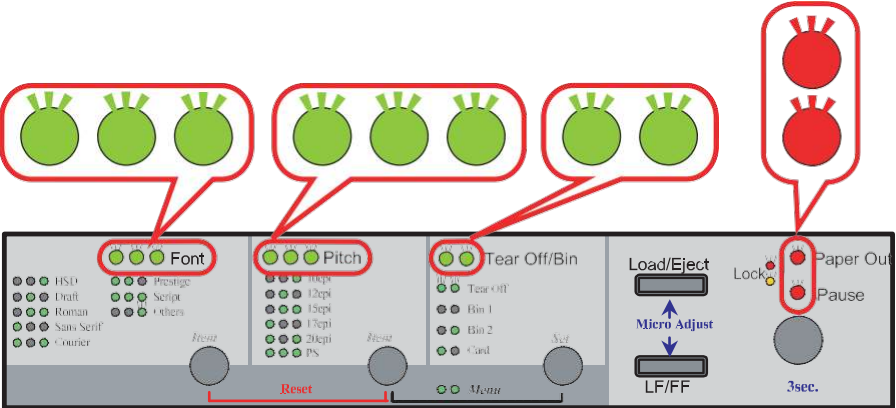 Font
HSD
Draft
Roman
Sans Serif
Courier
Prestige
Script
Others
Item
Pitch
10cpi
12cpi
15cpi
17cpi
20cpi
PS
Item
Reset
Tear Off/Bin
Tear Off
Bin 1
Bin 2
Card
Set
Menu
Load/Eject
Micro Adjust
LF/FF
Lock
Paper Out
Pause
3sec.